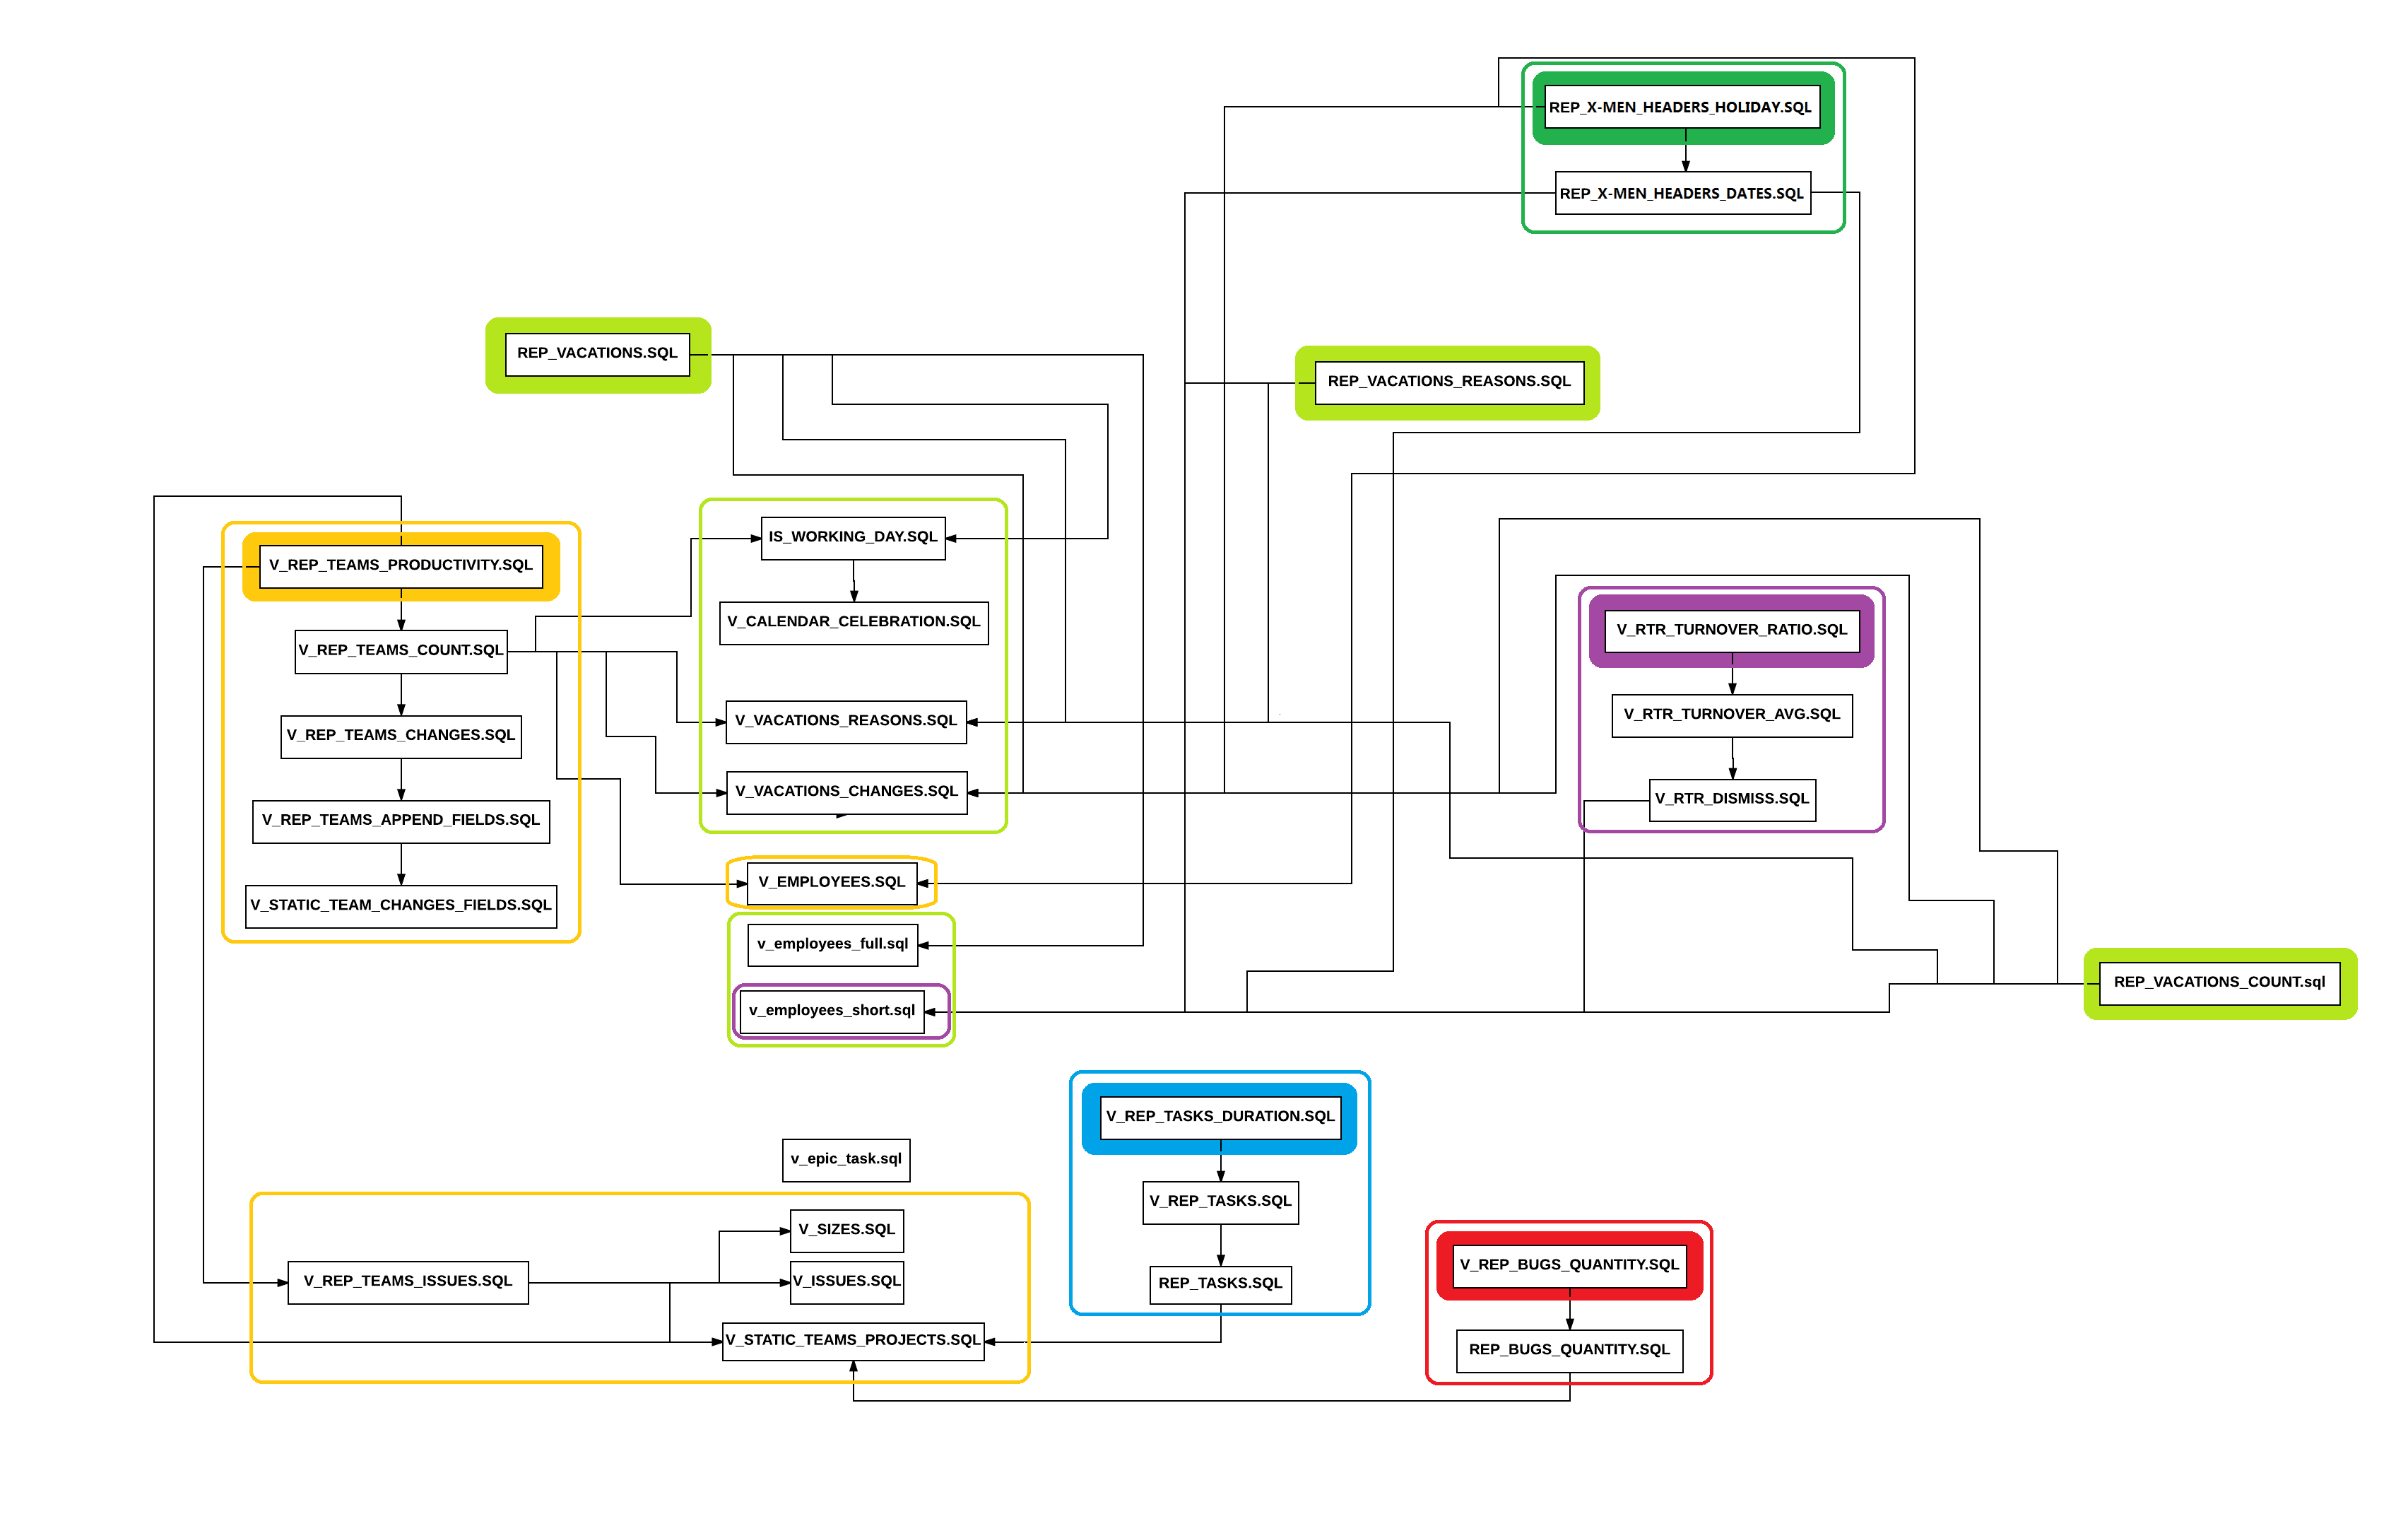 REP_X-MEN_HEADERS_HOLIDAY.SQL
REP_X-MEN_HEADERS_DATES.SQL
REP_VACATIONS.SQL
REP_VACATIONS_REASONS.SQL
IS_WORKING_DAY.SQL
V_REP_TEAMS_PRODUCTIVITY.SQL
V_CALENDAR_CELEBRATION.SQL
V_RTR_TURNOVER_RATIO.SQL
V_REP_TEAMS_COUNT.SQL
V_RTR_TURNOVER_AVG.SQL
V_VACATIONS_REASONS.SQL
V_REP_TEAMS_CHANGES.SQL
V_VACATIONS_CHANGES.SQL
V_RTR_DISMISS.SQL
V_REP_TEAMS_APPEND_FIELDS.SQL
V_EMPLOYEES.SQL
V_STATIC_TEAM_CHANGES_FIELDS.SQL
v_employees_full.sql
REP_VACATIONS_COUNT.sql
v_employees_short.sql
V_REP_TASKS_DURATION.SQL
v_epic_task.sql
V_REP_TASKS.SQL
V_SIZES.SQL
V_REP_BUGS_QUANTITY.SQL
V_REP_TEAMS_ISSUES.SQL
V_ISSUES.SQL
REP_TASKS.SQL
V_STATIC_TEAMS_PROJECTS.SQL
REP_BUGS_QUANTITY.SQL